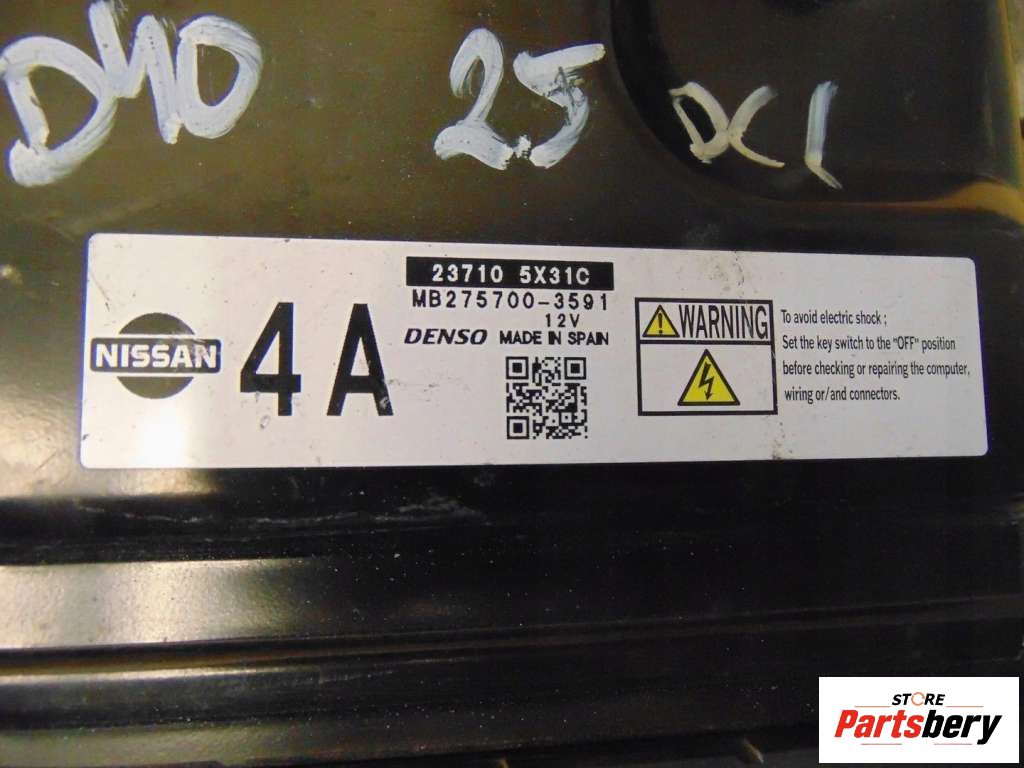 D40 2.5 DCI
23710 5X31C
MB275700-3591
12V
DENSO MADE IN SPAIN
NISSAN
4A
WARNING
To avoid electric shock ;
Set the key switch to the "OFF" position
before checking or repairing the computer,
wiring or/and connectors.
STORE
Partsbery